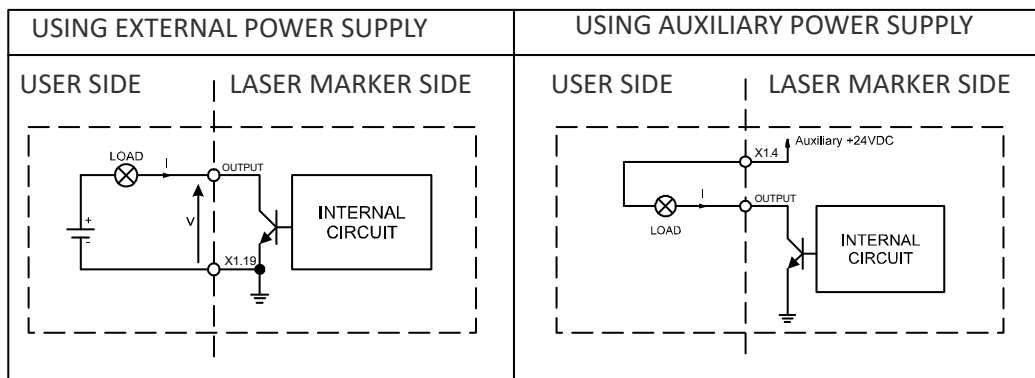 USING EXTERNAL POWER SUPPLY
USING AUXILIARY POWER SUPPLY
USER SIDE
LASER MARKER SIDE
LOAD
I
OUTPUT
+
-
V
X1.19
INTERNAL
CIRCUIT
USER SIDE
LASER MARKER SIDE
Auxiliary +24VDC
X1.4
I
OUTPUT
LOAD
INTERNAL
CIRCUIT